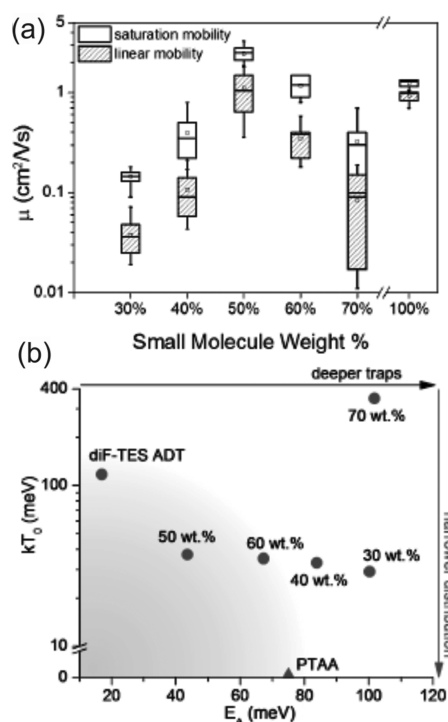 (a)
saturation mobility
linear mobility
5
1
0.1
0.01
μ (cm²/Vs)
30% 40% 50% 60% 70% 100%
Small Molecule Weight %
(b)
deeper traps
400
70 wt.%
diF-TES ADT
100
50 wt.% 60 wt.% 30 wt.%
40 wt.%
kT₀ (meV)
10
PTAA
0
20 40 60 80 100 120
E_A (meV)